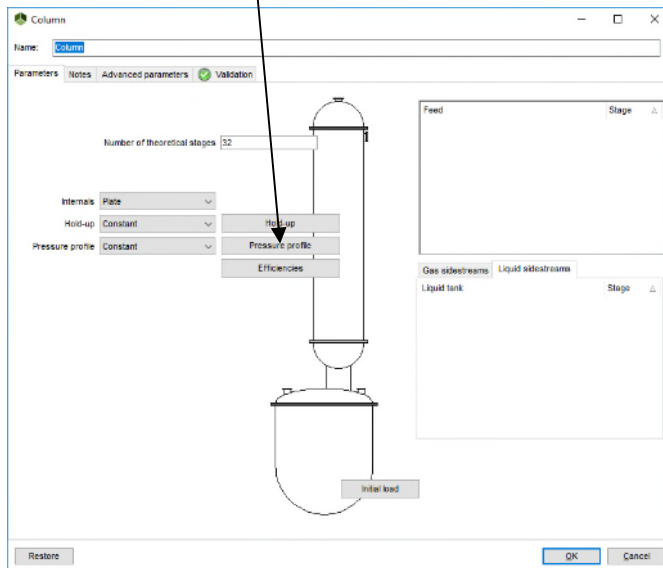 Column
Name: Column
Parameters Notes Advanced parameters Validation
Number of theoretical stages 32
Internals Plate
Hold-up Constant Hold-up
Pressure profile Constant Pressure profile
Efficiencies
Feed Stage
Gas sidestreams Liquid sidestreams
Liquid tank Stage
Initial load
Restore OK Cancel